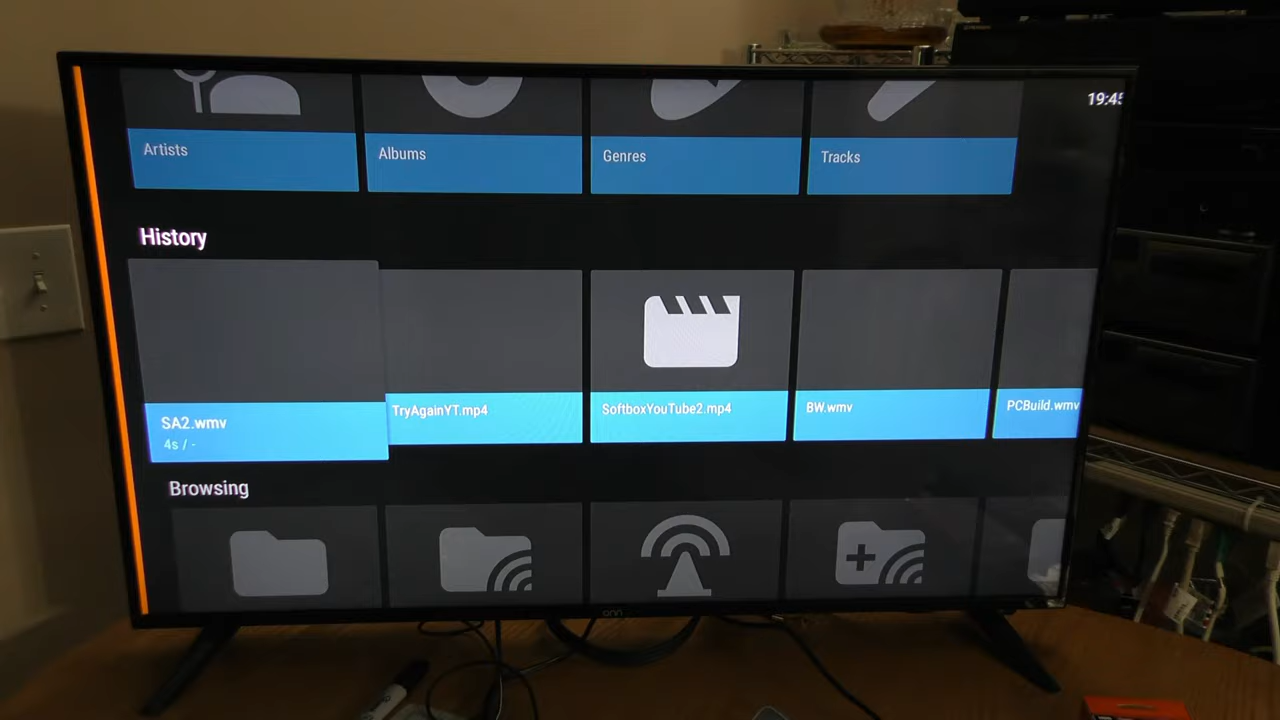 19:45
Artists
Albums
Genres
Tracks
History
SA2.wmv
4s / -
TryAgainYT.mp4
SoftboxYouTube2.mp4
BW.wmv
PCBuild.wmv
Browsing
onn